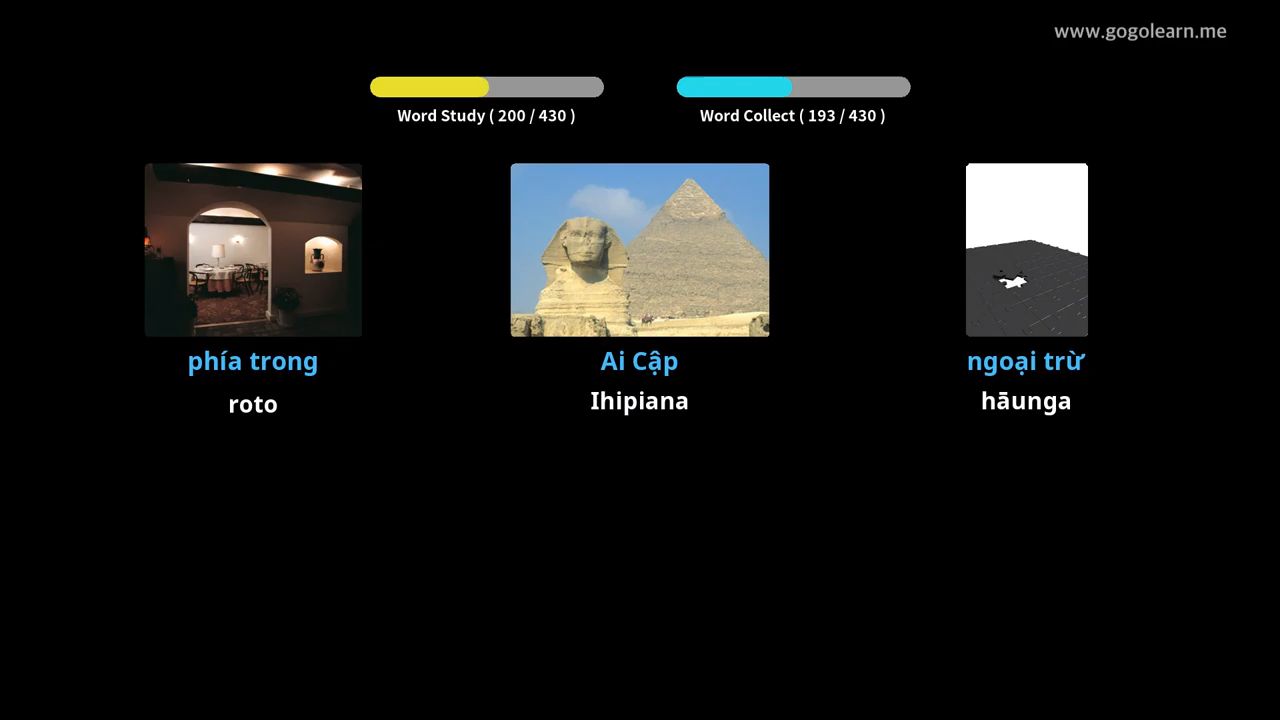 www.gogolearn.me
Word Study ( 200 / 430 )
Word Collect ( 193 / 430 )
phía trong
Ai Cập
ngoại trừ
roto
Ihipiana
hāunga